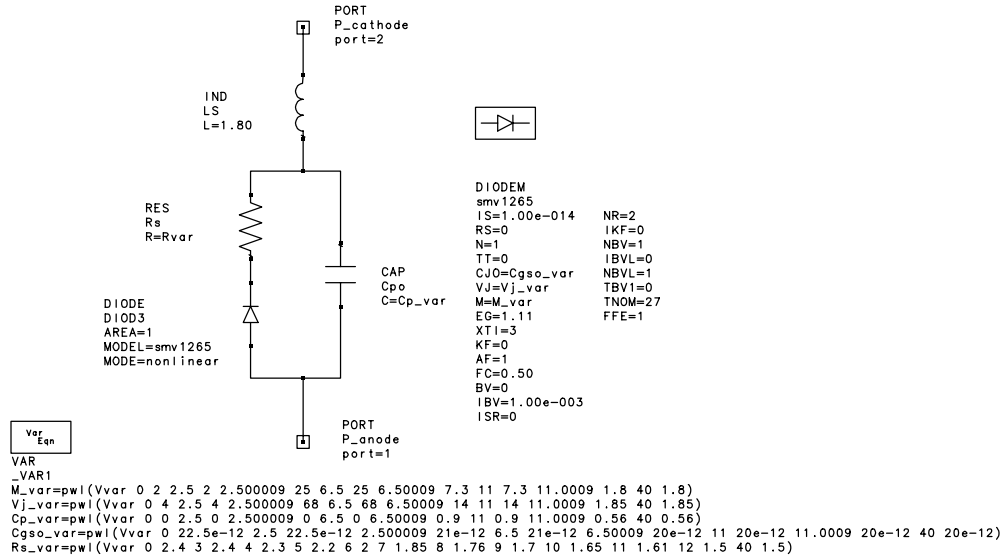 PORT
P_cathode
port=2
IND
LS
L=1.80
RES
Rs
R=Rvar
CAP
Cpo
C=Cp_var
DIODE
DIOD3
AREA=1
MODEL=smv1265
MODE=nonlinear
PORT
P_anode
port=1
DIODEM
smv1265
IS=1.00e-014 NR=2
RS=0 IKF=0
N=1 NBV=1
TT=0 IBVL=0
CJO=Cgso_var NBVL=1
VJ=Vj_var TBV1=0
M=M_var TNOM=27
EG=1.11 FFE=1
XTI=3
KF=0
AF=1
FC=0.50
BV=0
IBV=1.00e-003
ISR=0
Var
Eqn
VAR
_VAR1
M_var=pwl(Vvar 0 2 2.5 2 2.500009 25 6.5 25 6.50009 7.3 11 7.3 11.0009 1.8 40 1.8)
Vj_var=pwl(Vvar 0 4 2.5 4 2.500009 68 6.5 68 6.50009 14 11 14 11.0009 1.85 40 1.85)
Cp_var=pwl(Vvar 0 0 2.5 0 2.500009 0 6.5 0 6.50009 0.9 11 0.9 11.0009 0.56 40 0.56)
Cgso_var=pwl(Vvar 0 22.5e-12 2.5 22.5e-12 2.500009 21e-12 6.5 21e-12 6.50009 20e-12 11 20e-12 11.0009 20e-12 40 20e-12)
Rs_var=pwl(Vvar 0 2.4 3 2.4 4 2.3 5 2.2 6 2 7 1.85 8 1.76 9 1.7 10 1.65 11 1.61 12 1.5 40 1.5)